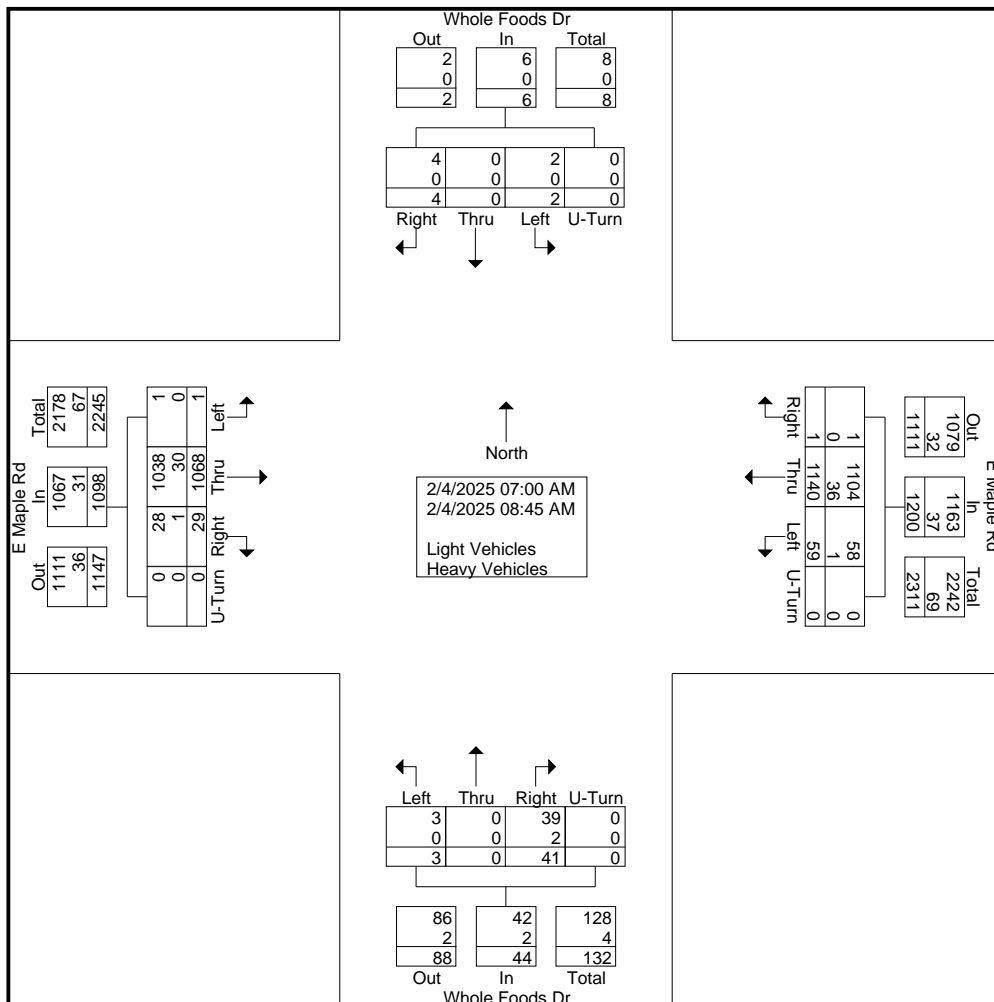 Whole Foods Dr
Out In Total
2 6 8
0 0 0
2 6 8
4 0 2 0
0 0 0 0
4 0 2 0
Right Thru Left U-Turn
E Maple Rd
Total In Out
2178 1067 1111
67 31 36
2245 1098 1147
1 1038 28 0
0 30 1 0
1 1068 29 0
Left Thru Right U-Turn
North
2/4/2025 07:00 AM
2/4/2025 08:45 AM
Light Vehicles
Heavy Vehicles
Right Thru Left U-Turn
1 1104 58 0
0 36 1 0
1 1140 59 0
Out In Total
1079 1163 2242
32 37 69
1111 1200 2311
E Maple Rd
Left Thru Right U-Turn
3 0 39 0
0 0 2 0
3 0 41 0
86 42 128
2 2 4
88 44 132
Out In Total
Whole Foods Dr